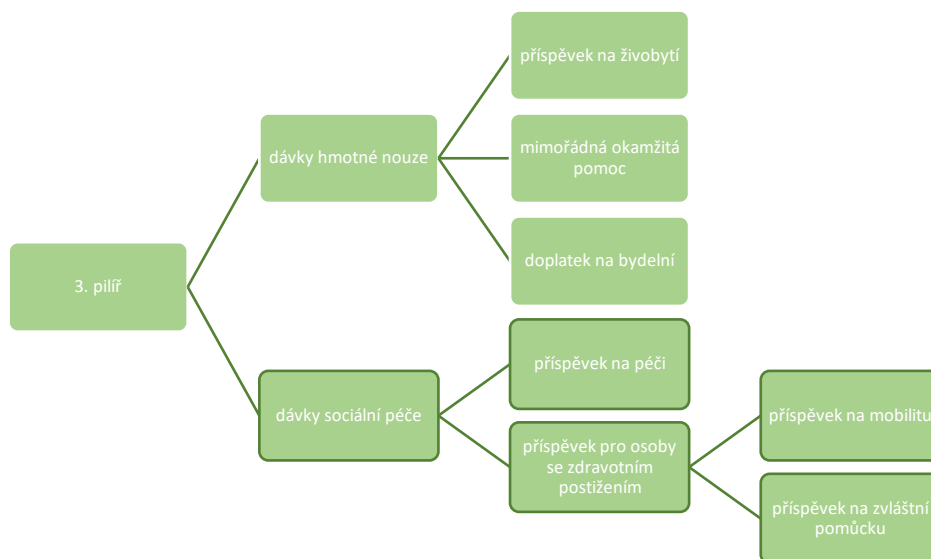 3. pilíř
dávky hmotné nouze
příspěvek na živobytí
mimořádná okamžitá
pomoc
doplatek na bydelní
dávky sociální péče
příspěvek na péči
příspěvek pro osoby
se zdravotním
postižením
příspěvek na mobilitu
příspěvek na zvláštní
pomůcku